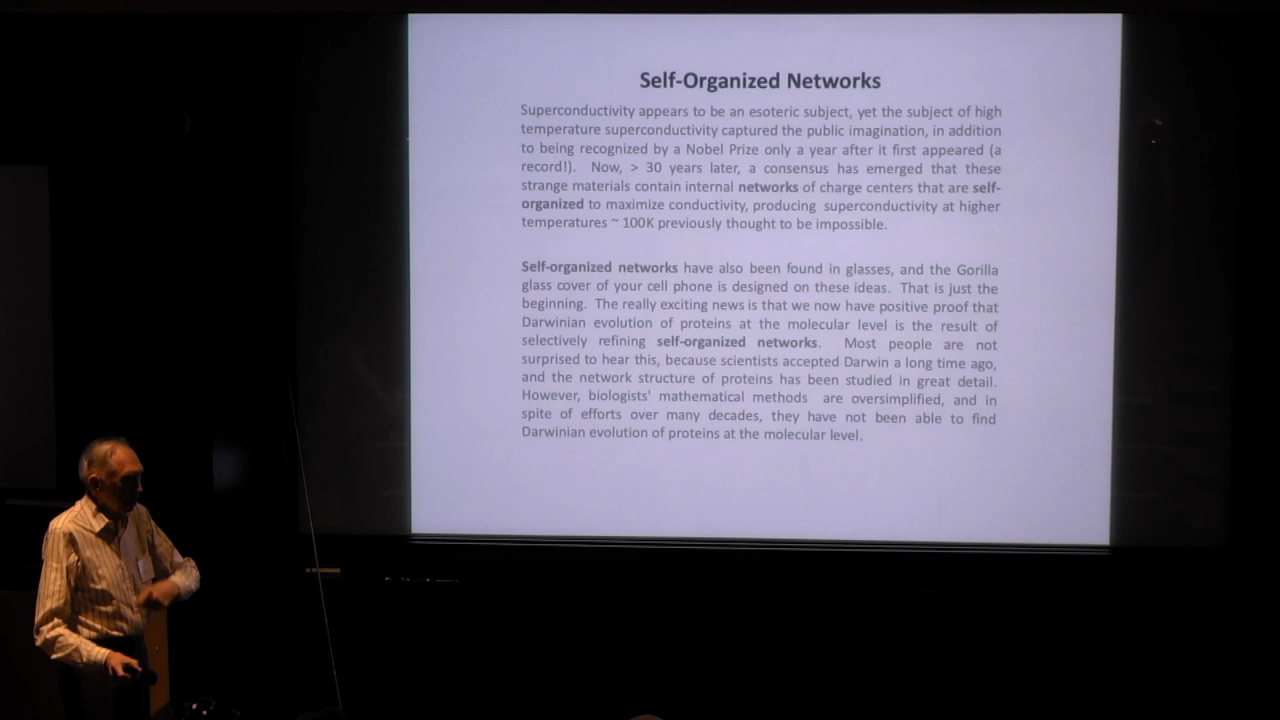 Self-Organized Networks
Superconductivity appears to be an esoteric subject, yet the subject of high
temperature superconductivity captured the public imagination, in addition
to being recognized by a Nobel Prize only a year after it first appeared (a
record!). Now, > 30 years later, a consensus has emerged that these
strange materials contain internal networks of charge centers that are self-
organized to maximize conductivity, producing superconductivity at higher
temperatures ~ 100K previously thought to be impossible.
Self-organized networks have also been found in glasses, and the Gorilla
glass cover of your cell phone is designed on these ideas. That is just the
beginning. The really exciting news is that we now have positive proof that
Darwinian evolution of proteins at the molecular level is the result of
selectively refining self-organized networks. Most people are not
surprised to hear this, because scientists accepted Darwin a long time ago,
and the network structure of proteins has been studied in great detail.
However, biologists' mathematical methods are oversimplified, and in
spite of efforts over many decades, they have not been able to find
Darwinian evolution of proteins at the molecular level.